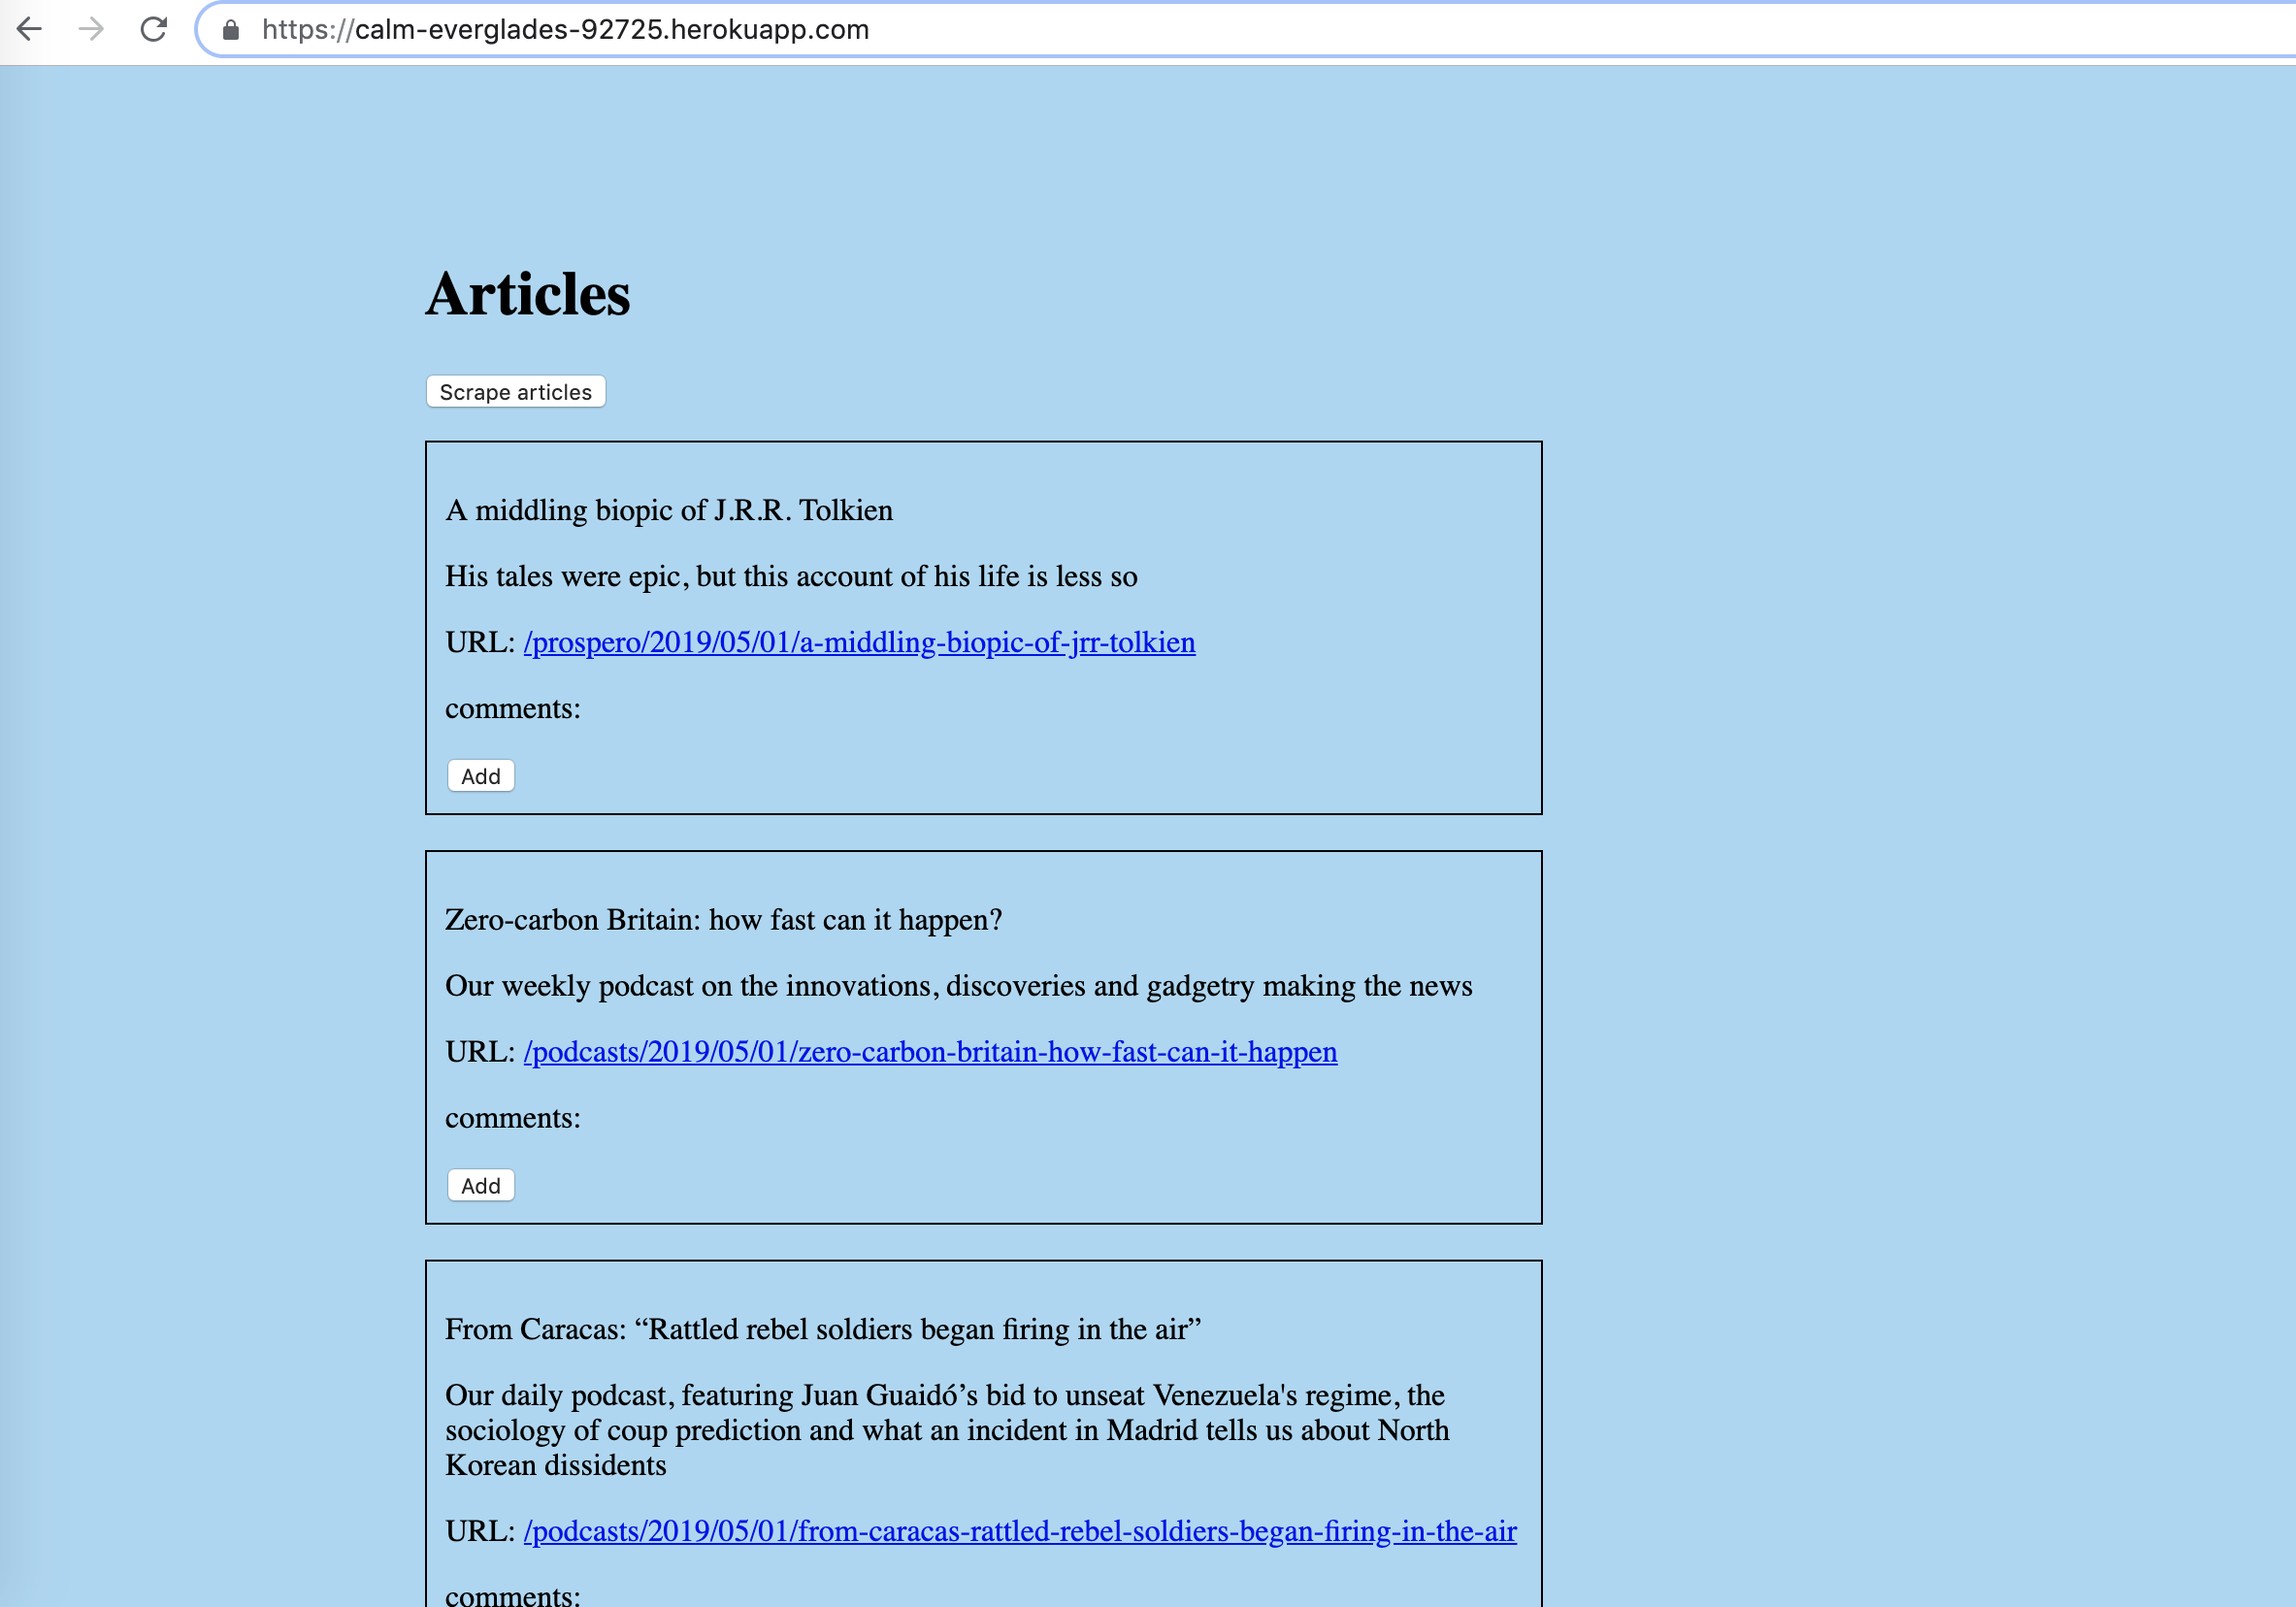 https://calm-everglades-92725.herokuapp.com
Articles
Scrape articles
A middling biopic of J.R.R. Tolkien
His tales were epic, but this account of his life is less so
URL: /prospero/2019/05/01/a-middling-biopic-of-jrr-tolkien
comments:
Add
Zero-carbon Britain: how fast can it happen?
Our weekly podcast on the innovations, discoveries and gadgetry making the news
URL: /podcasts/2019/05/01/zero-carbon-britain-how-fast-can-it-happen
comments:
Add
From Caracas: “Rattled rebel soldiers began firing in the air”
Our daily podcast, featuring Juan Guaidó’s bid to unseat Venezuela's regime, the
sociology of coup prediction and what an incident in Madrid tells us about North
Korean dissidents
URL: /podcasts/2019/05/01/from-caracas-rattled-rebel-soldiers-began-firing-in-the-air
comments: